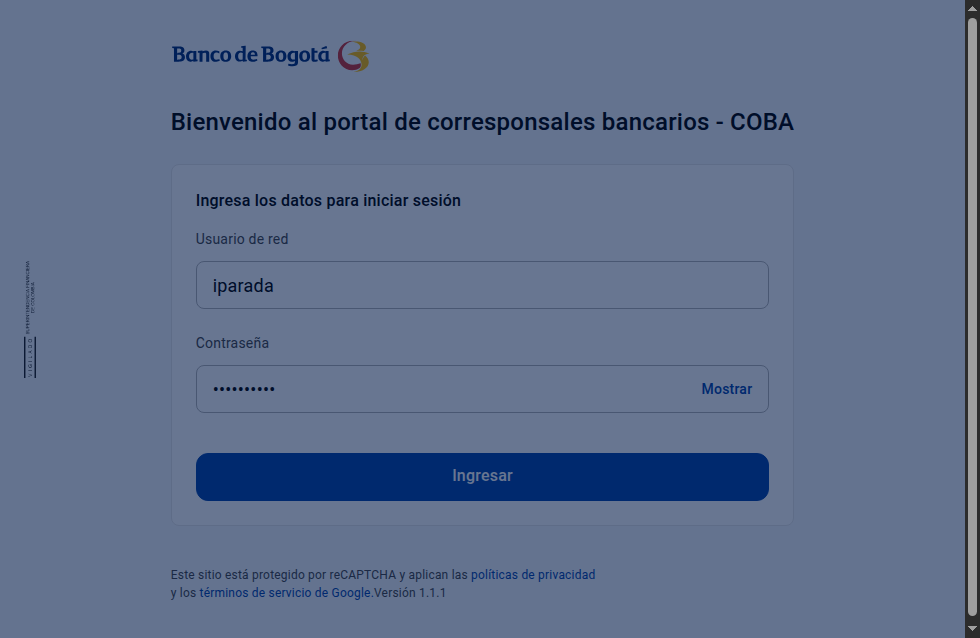 Banco de Bogotá
Bienvenido al portal de corresponsales bancarios - COBA
Ingresa los datos para iniciar sesión
Usuario de red
iparada
Contraseña
••••••••••
Mostrar
Ingresar
SUPERINTENDENCIA FINANCIERA
DE COLOMBIA
VIGILADO
Este sitio está protegido por reCAPTCHA y aplican las políticas de privacidad
y los términos de servicio de Google.Versión 1.1.1